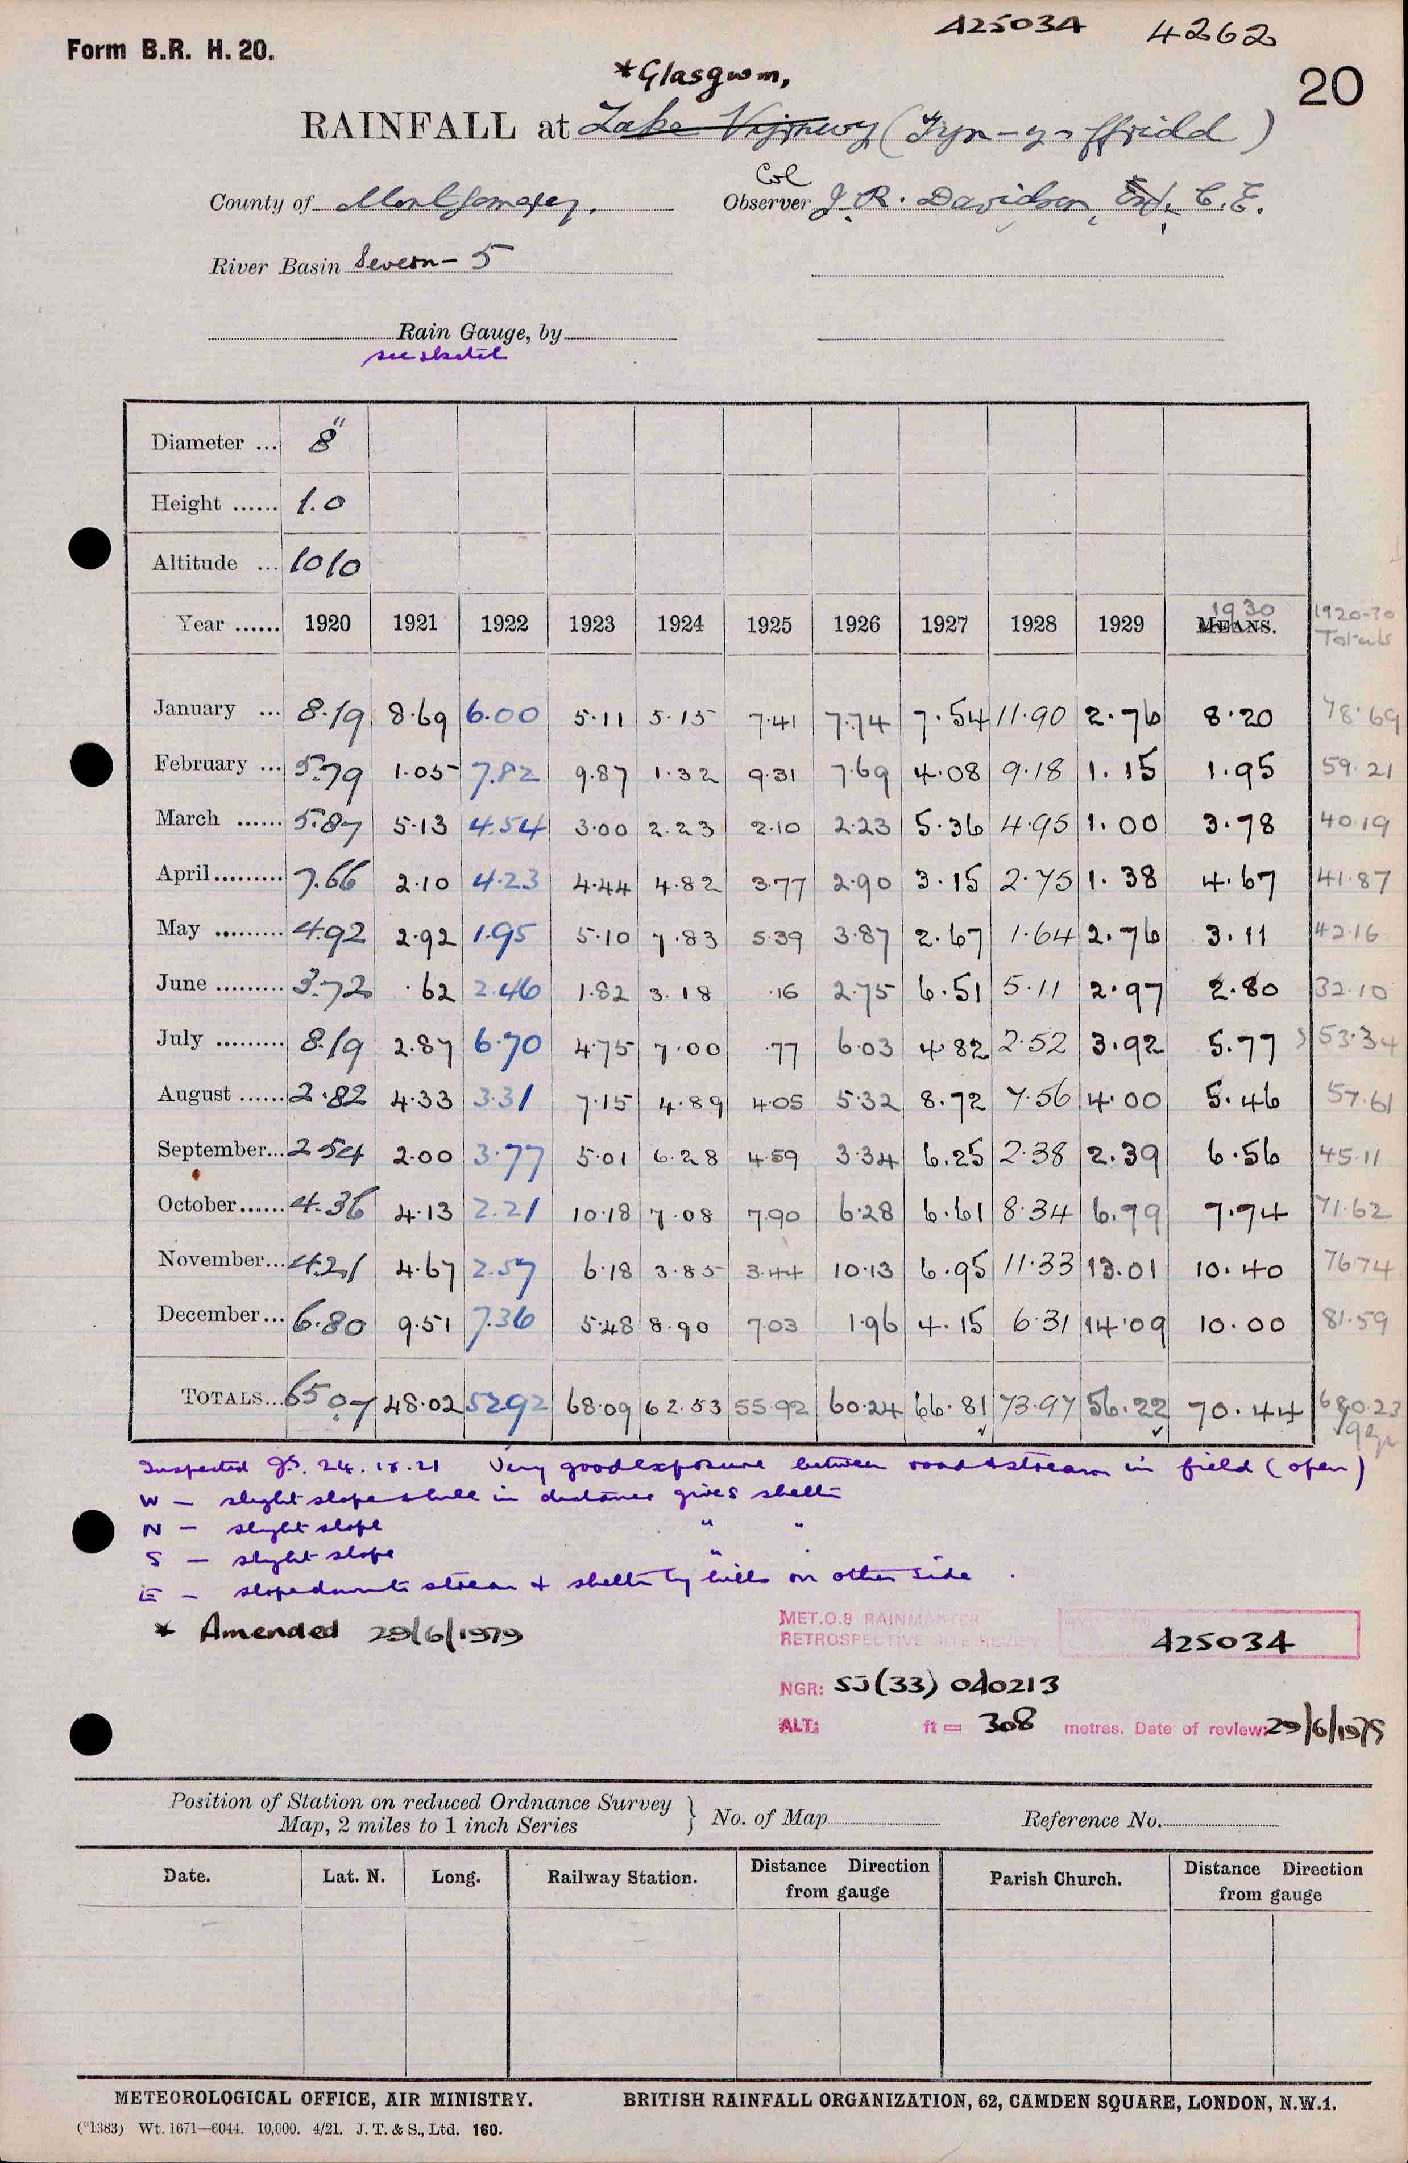 425034 4262
Form B.R. H. 20.
20
*Glasgwm,
RAINFALL at Lake Vyrnwy (Tyn-y-ffridd)
Col
County of Montgomery. Observer J. R. Davidson, Esq., C.E.
River Basin Severn - 5
Rain Gauge, by
see sketch
Diameter ... 8"
Height ...... 1.0
Altitude ... 1010
Year ...... 1920 1921 1922 1923 1924 1925 1926 1927 1928 1929 MEANS. 1930 1920-30 Totals
January ... 8.19 8.69 6.00 5.11 5.15 7.41 7.74 7.54 11.90 2.76 8.20 78.69
February ... 5.79 1.05 7.82 9.87 1.32 9.31 7.69 4.08 9.18 1.15 1.95 59.21
March ...... 5.87 5.13 4.54 3.00 2.23 2.10 2.23 5.36 4.95 1.00 3.78 40.19
April ......... 7.66 2.10 4.23 4.44 4.82 3.77 2.90 3.15 2.75 1.38 4.67 41.87
May ......... 4.92 2.92 1.95 5.10 7.83 5.39 3.87 2.67 1.64 2.76 3.11 42.16
June ......... 3.72 .62 2.46 1.82 3.18 .16 2.75 6.51 5.11 2.97 2.80 32.10
July ......... 8.19 2.87 6.70 4.75 7.00 .77 6.03 4.82 2.52 3.92 5.77 53.34
August ...... 2.82 4.33 3.31 7.15 4.89 4.05 5.32 8.72 7.56 4.00 5.46 57.61
September... 2.54 2.00 3.77 5.01 6.28 4.59 3.34 6.25 2.38 2.39 6.56 45.11
October ...... 4.36 4.13 2.21 10.18 7.08 7.90 6.28 6.61 8.34 6.79 7.74 71.62
November... 4.21 4.67 2.57 6.18 3.85 3.44 10.13 6.95 11.33 13.01 10.40 76.74
December... 6.80 9.51 7.36 5.48 8.90 7.03 1.96 4.15 6.31 14.09 10.00 81.59
TOTALS... 65.07 48.02 52.92 68.09 62.53 55.92 60.24 66.81 73.97 56.22 70.44 680.23
Inspected Very good exposure between road & stream in field (open)
W - slight slope & hill in distance gives shelter
N - slight slope " "
S - slight slope "
E - slope down to stream & shelter by hills on other side.
* Amended 29/6/1979
MET.O.8 RAINMASTER
RETROSPECTIVE SITE REVIEW 425034
NGR: SJ(33) 040213
ALT: ft = 308 metres. Date of review: 29/6/1979
Position of Station on reduced Ordnance Survey Map, 2 miles to 1 inch Series } No. of Map Reference No.
Date. Lat. N. Long. Railway Station. Distance Direction from gauge Parish Church. Distance Direction from gauge
METEOROLOGICAL OFFICE, AIR MINISTRY. BRITISH RAINFALL ORGANIZATION, 62, CAMDEN SQUARE, LONDON, N.W.1.
(*1383) Wt. 1671—6044. 10,000. 4/21. J. T. & S., Ltd. 160.